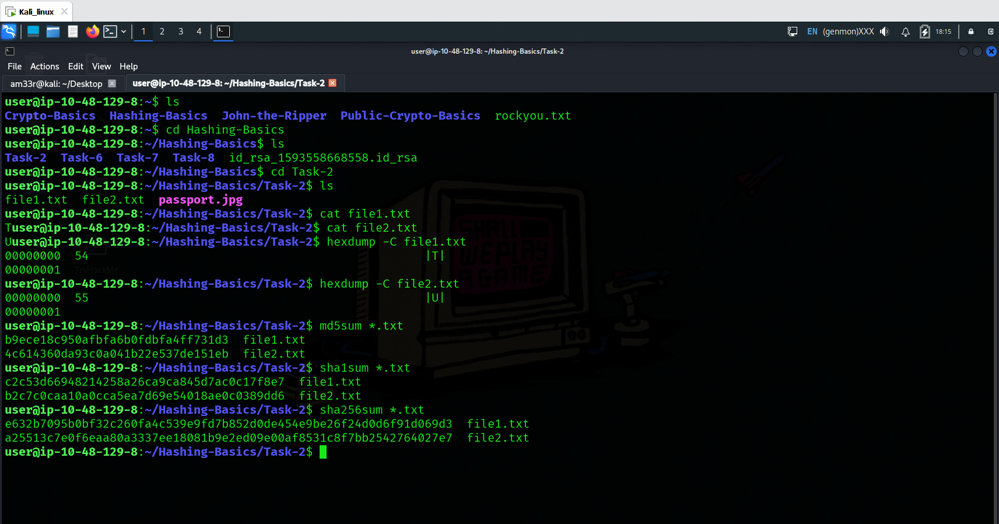 Kali_linux
1 2 3 4 EN (genmon)XXX 18:15
user@ip-10-48-129-8: ~/Hashing-Basics/Task-2
File Actions Edit View Help
am33r@kali: ~/Desktop user@ip-10-48-129-8: ~/Hashing-Basics/Task-2
user@ip-10-48-129-8:~$ ls
Crypto-Basics Hashing-Basics John-the-Ripper Public-Crypto-Basics rockyou.txt
user@ip-10-48-129-8:~$ cd Hashing-Basics
user@ip-10-48-129-8:~/Hashing-Basics$ ls
Task-2 Task-6 Task-7 Task-8 id_rsa_1593558668558.id_rsa
user@ip-10-48-129-8:~/Hashing-Basics$ cd Task-2
user@ip-10-48-129-8:~/Hashing-Basics/Task-2$ ls
file1.txt file2.txt passport.jpg
user@ip-10-48-129-8:~/Hashing-Basics/Task-2$ cat file1.txt
Tuser@ip-10-48-129-8:~/Hashing-Basics/Task-2$ cat file2.txt
Uuser@ip-10-48-129-8:~/Hashing-Basics/Task-2$ hexdump -C file1.txt
00000000 54 |T|
00000001
TryHackMe
user@ip-10-48-129-8:~/Hashing-Basics/Task-2$ hexdump -C file2.txt
00000000 55 |U|
00000001
user@ip-10-48-129-8:~/Hashing-Basics/Task-2$ md5sum *.txt
b9ece18c950afbfa6b0fdbfa4ff731d3 file1.txt
4c614360da93c0a041b22e537de151eb file2.txt
user@ip-10-48-129-8:~/Hashing-Basics/Task-2$ sha1sum *.txt
c2c53d66948214258a26ca9ca845d7ac0c17f8e7 file1.txt
b2c7c0caa10a0cca5ea7d69e54018ae0c0389dd6 file2.txt
user@ip-10-48-129-8:~/Hashing-Basics/Task-2$ sha256sum *.txt
e632b7095b0bf32c260fa4c539e9fd7b852d0de454e9be26f24d0d6f91d069d3 file1.txt
a25513c7e0f6eaa80a3337ee18081b9e2ed09e00af8531c8f7bb2542764027e7 file2.txt
user@ip-10-48-129-8:~/Hashing-Basics/Task-2$
SHALL
WE PLAY
A GAME